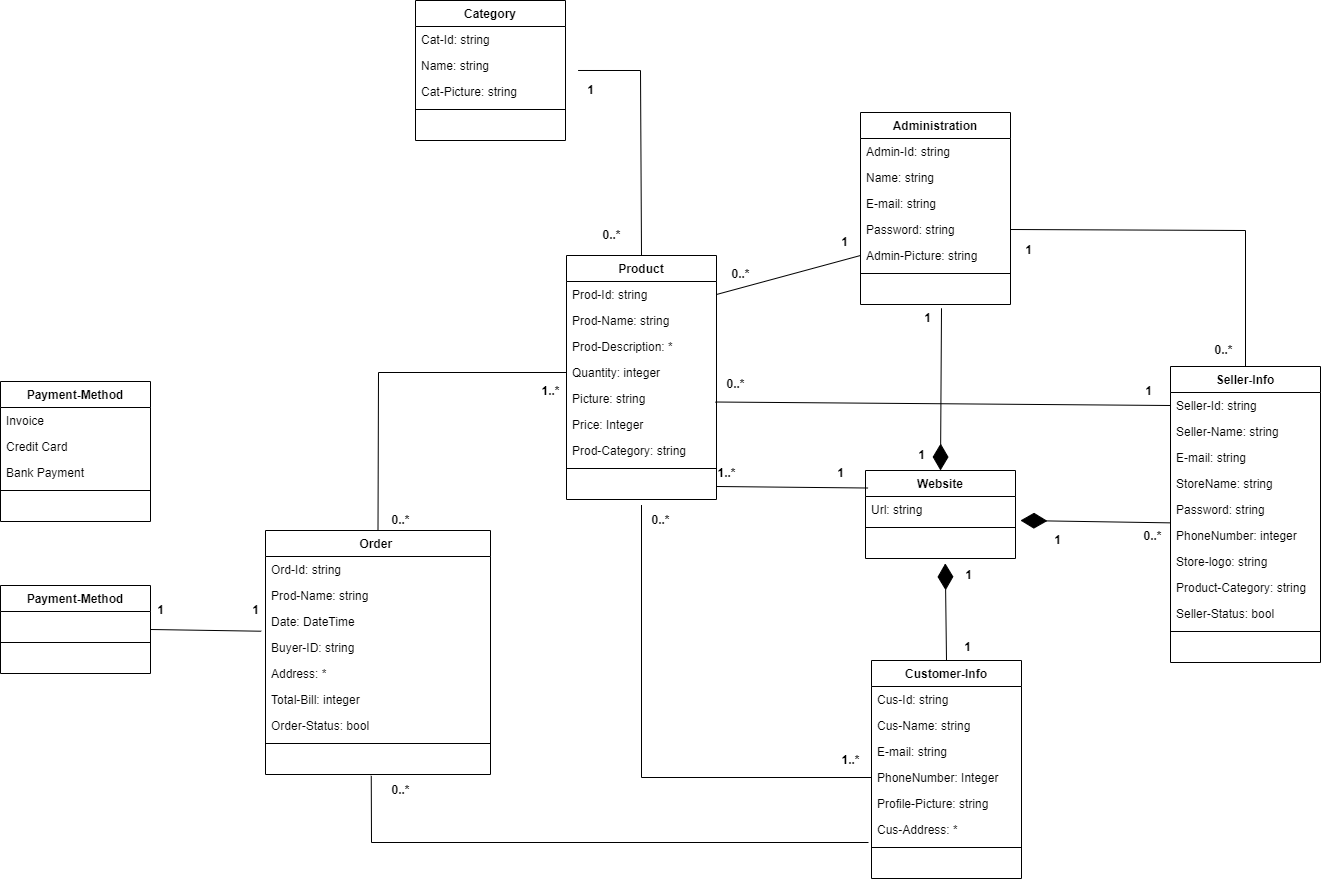 Category
Cat-Id: string
Name: string
Cat-Picture: string
1
0..*
Administration
Admin-Id: string
Name: string
E-mail: string
Password: string
Admin-Picture: string
1
1
1
0..*
Product
Prod-Id: string
Prod-Name: string
Prod-Description: *
Quantity: integer
Picture: string
Price: Integer
Prod-Category: string
0..*
0..*
1..*
1..*
0..*
1
1
1
Seller-Info
Seller-Id: string
Seller-Name: string
E-mail: string
StoreName: string
Password: string
PhoneNumber: integer
Store-logo: string
Product-Category: string
Seller-Status: bool
Website
Url: string
1
0..*
1
1
Payment-Method
Invoice
Credit Card
Bank Payment
Payment-Method
1
1
0..*
Order
Ord-Id: string
Prod-Name: string
Date: DateTime
Buyer-ID: string
Address: *
Total-Bill: integer
Order-Status: bool
0..*
1..*
Customer-Info
Cus-Id: string
Cus-Name: string
E-mail: string
PhoneNumber: Integer
Profile-Picture: string
Cus-Address: *